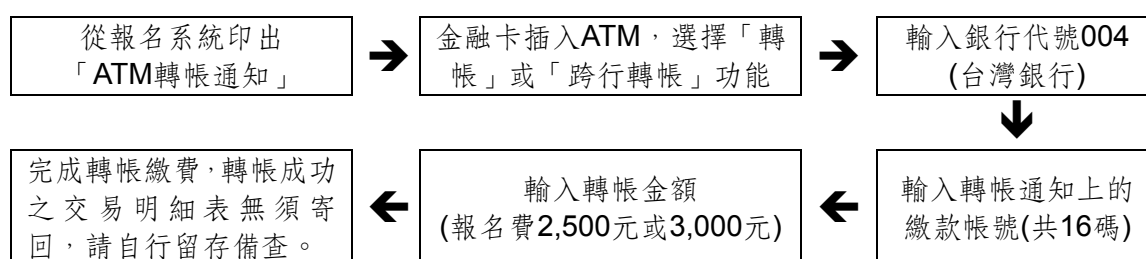 從報名系統印出
「ATM轉帳通知」
金融卡插入ATM，選擇「轉
帳」或「跨行轉帳」功能
輸入銀行代號004
(台灣銀行)
輸入轉帳通知上的
繳款帳號(共16碼)
輸入轉帳金額
(報名費2,500元或3,000元)
完成轉帳繳費，轉帳成功
之交易明細表無須寄
回，請自行留存備查。